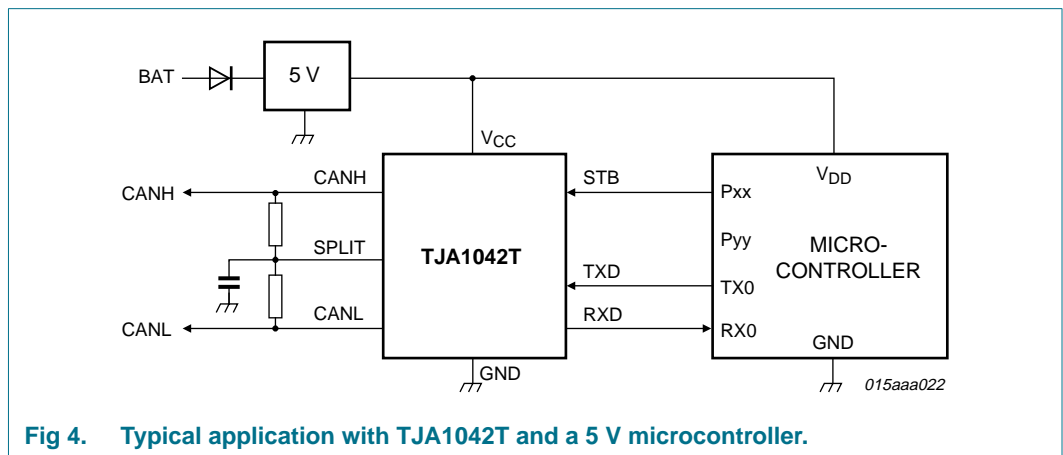 BAT
5 V
VCC
CANH
CANH
SPLIT
CANL
CANL
TJA1042T
GND
STB
TXD
RXD
Pxx
Pyy
TX0
RX0
VDD
MICRO-
CONTROLLER
GND
015aaa022
Fig 4. Typical application with TJA1042T and a 5 V microcontroller.